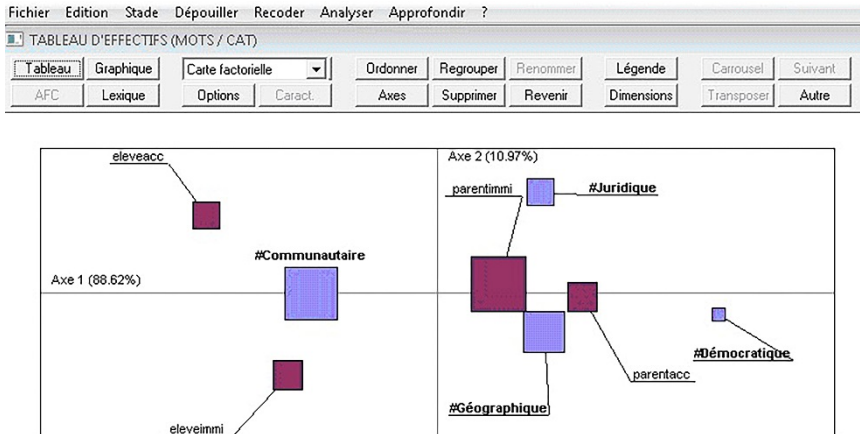 Fichier Edition Stade Dépouiller Recoder Analyser Approfondir ?
TABLEAU D'EFFECTIFS (MOTS / CAT)
Tableau Graphique Carte factorielle Ordonner Regrouper Renommer Légende Carrousel Suivant
AFC Lexique Options Caract. Axes Supprimer Revenir Dimensions Transposer Autre
eleveacc
Axe 2 (10.97%)
parentimmi
#Juridique
#Communautaire
Axe 1 (88.62%)
#Démocratique
parentacc
#Géographique
eleveimmi